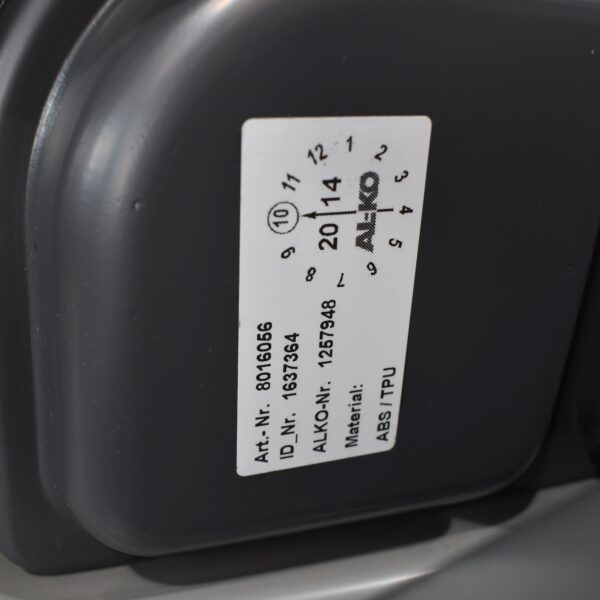 12 1 2 3 4 5 6 7 8 9 10 11
20 14
AL-KO
Art.- Nr. 8016056
ID_Nr. 1637364
ALKO-Nr. 1257948
Material:
ABS / TPU